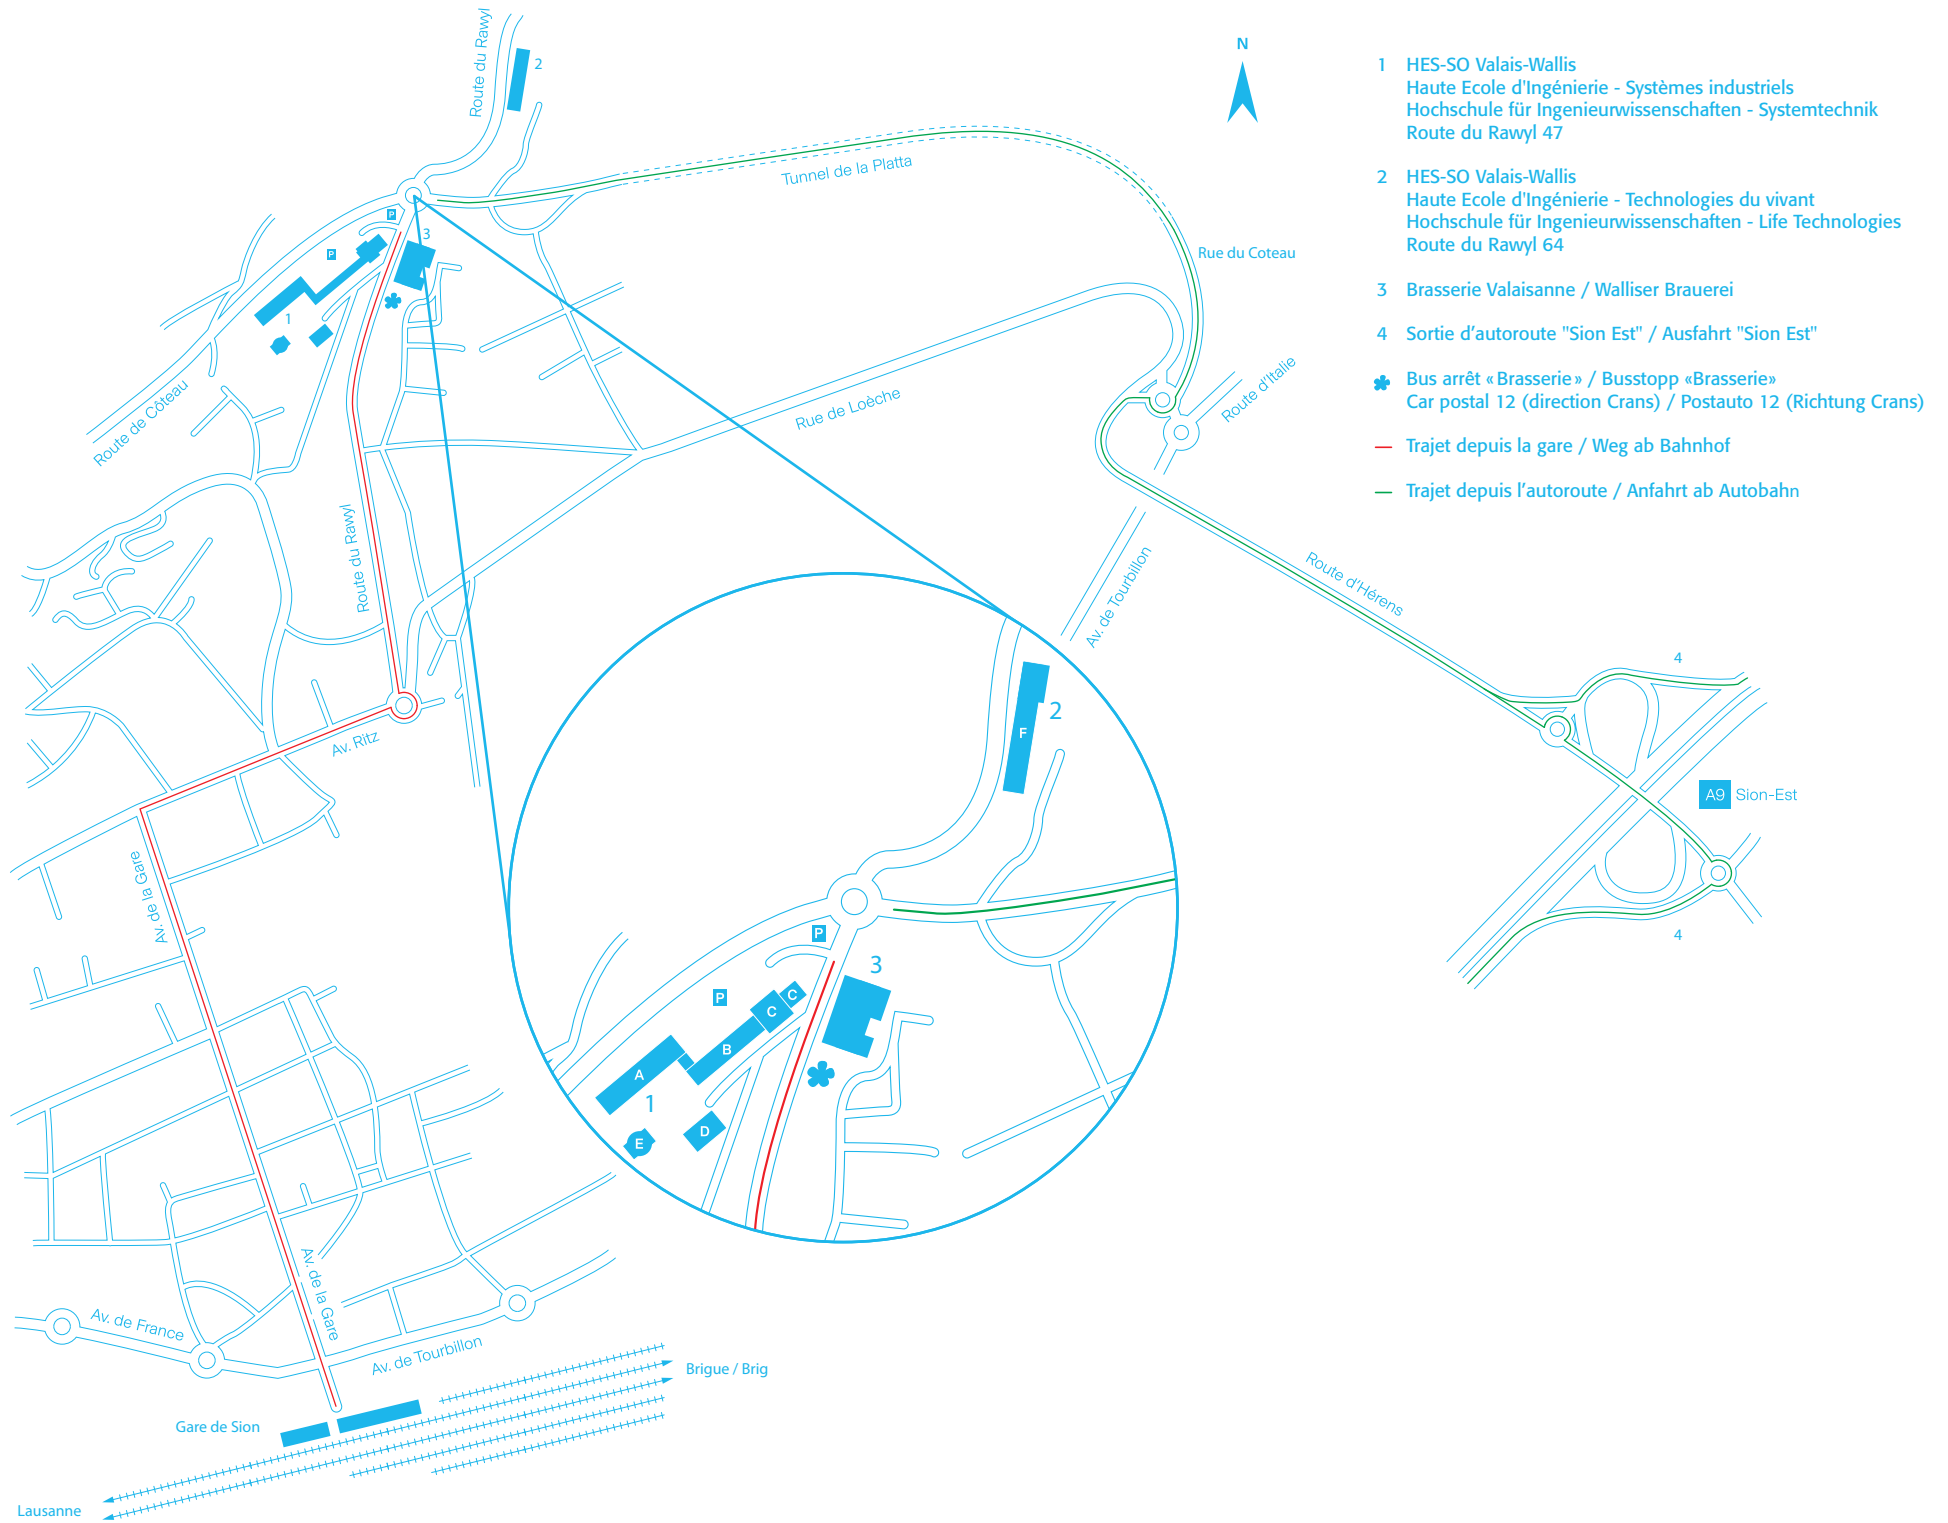 Route du Rawyl
2
N
1 HES-SO Valais-Wallis
Haute Ecole d'Ingénierie - Systèmes industriels
Hochschule für Ingenieurwissenschaften - Systemtechnik
Route du Rawyl 47
2 HES-SO Valais-Wallis
Haute Ecole d'Ingénierie - Technologies du vivant
Hochschule für Ingenieurwissenschaften - Life Technologies
Route du Rawyl 64
3 Brasserie Valaisanne / Walliser Brauerei
4 Sortie d'autoroute "Sion Est" / Ausfahrt "Sion Est"
Bus arrêt «Brasserie» / Busstopp «Brasserie»
Car postal 12 (direction Crans) / Postauto 12 (Richtung Crans)
Trajet depuis la gare / Weg ab Bahnhof
Trajet depuis l'autoroute / Anfahrt ab Autobahn
Tunnel de la Platta
P
3
P
Rue du Coteau
1
Route de Côteau
Rue de Loèche
Route d'Italie
Route du Rawyl
Av. de Tourbillon
Route d'Hérens
4
2
F
Av. Ritz
A9 Sion-Est
Av. de la Gare
P
3
4
P
C
C
B
A
1
D
E
Av. de la Gare
Av. de France
Av. de Tourbillon
Brigue / Brig
Gare de Sion
Lausanne